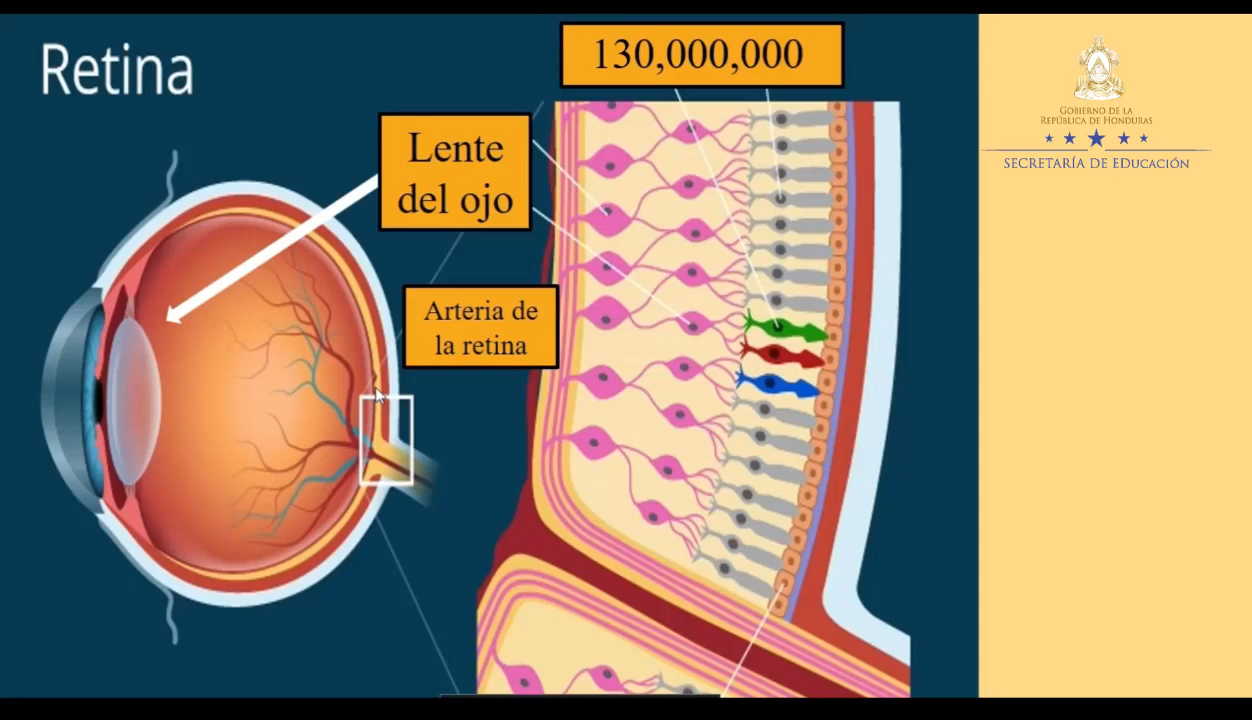 Retina
130,000,000
Lente
del ojo
Arteria de
la retina
GOBIERNO DE LA
REPÚBLICA DE HONDURAS
SECRETARÍA DE EDUCACIÓN